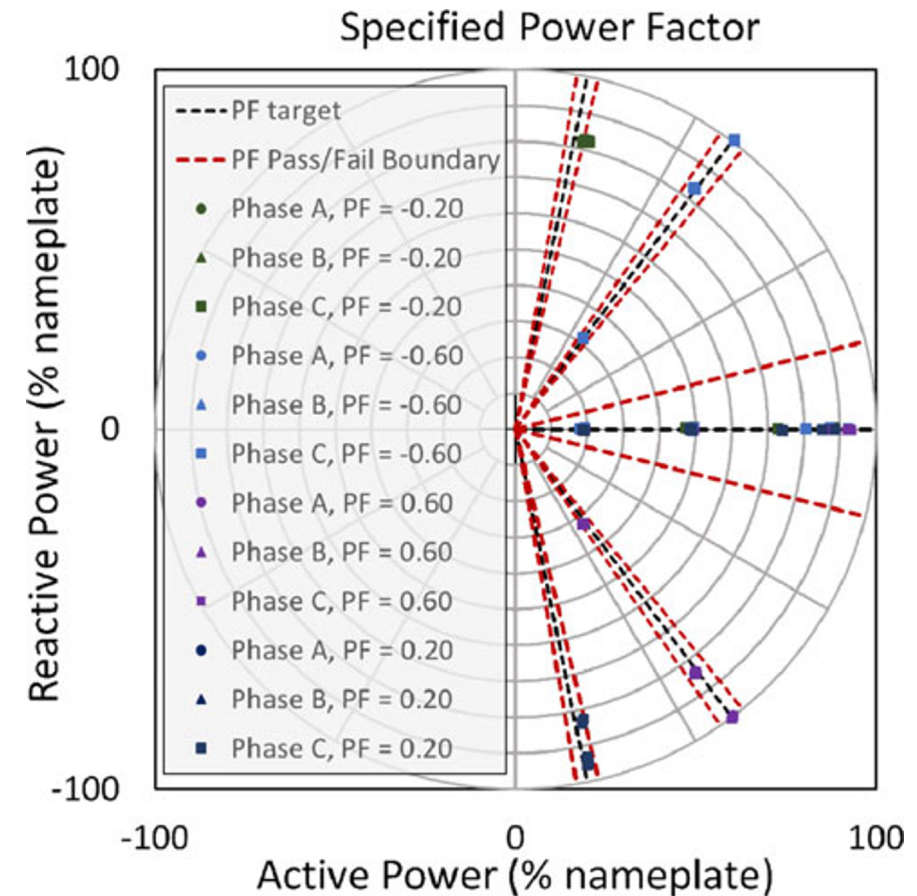 Specified Power Factor
100
PF target
PF Pass/Fail Boundary
Phase A, PF = -0.20
Phase B, PF = -0.20
Phase C, PF = -0.20
Phase A, PF = -0.60
Phase B, PF = -0.60
Phase C, PF = -0.60
Phase A, PF = 0.60
Phase B, PF = 0.60
Phase C, PF = 0.60
Phase A, PF = 0.20
Phase B, PF = 0.20
Phase C, PF = 0.20
Reactive Power (% nameplate)
0
-100
-100 0 100
Active Power (% nameplate)